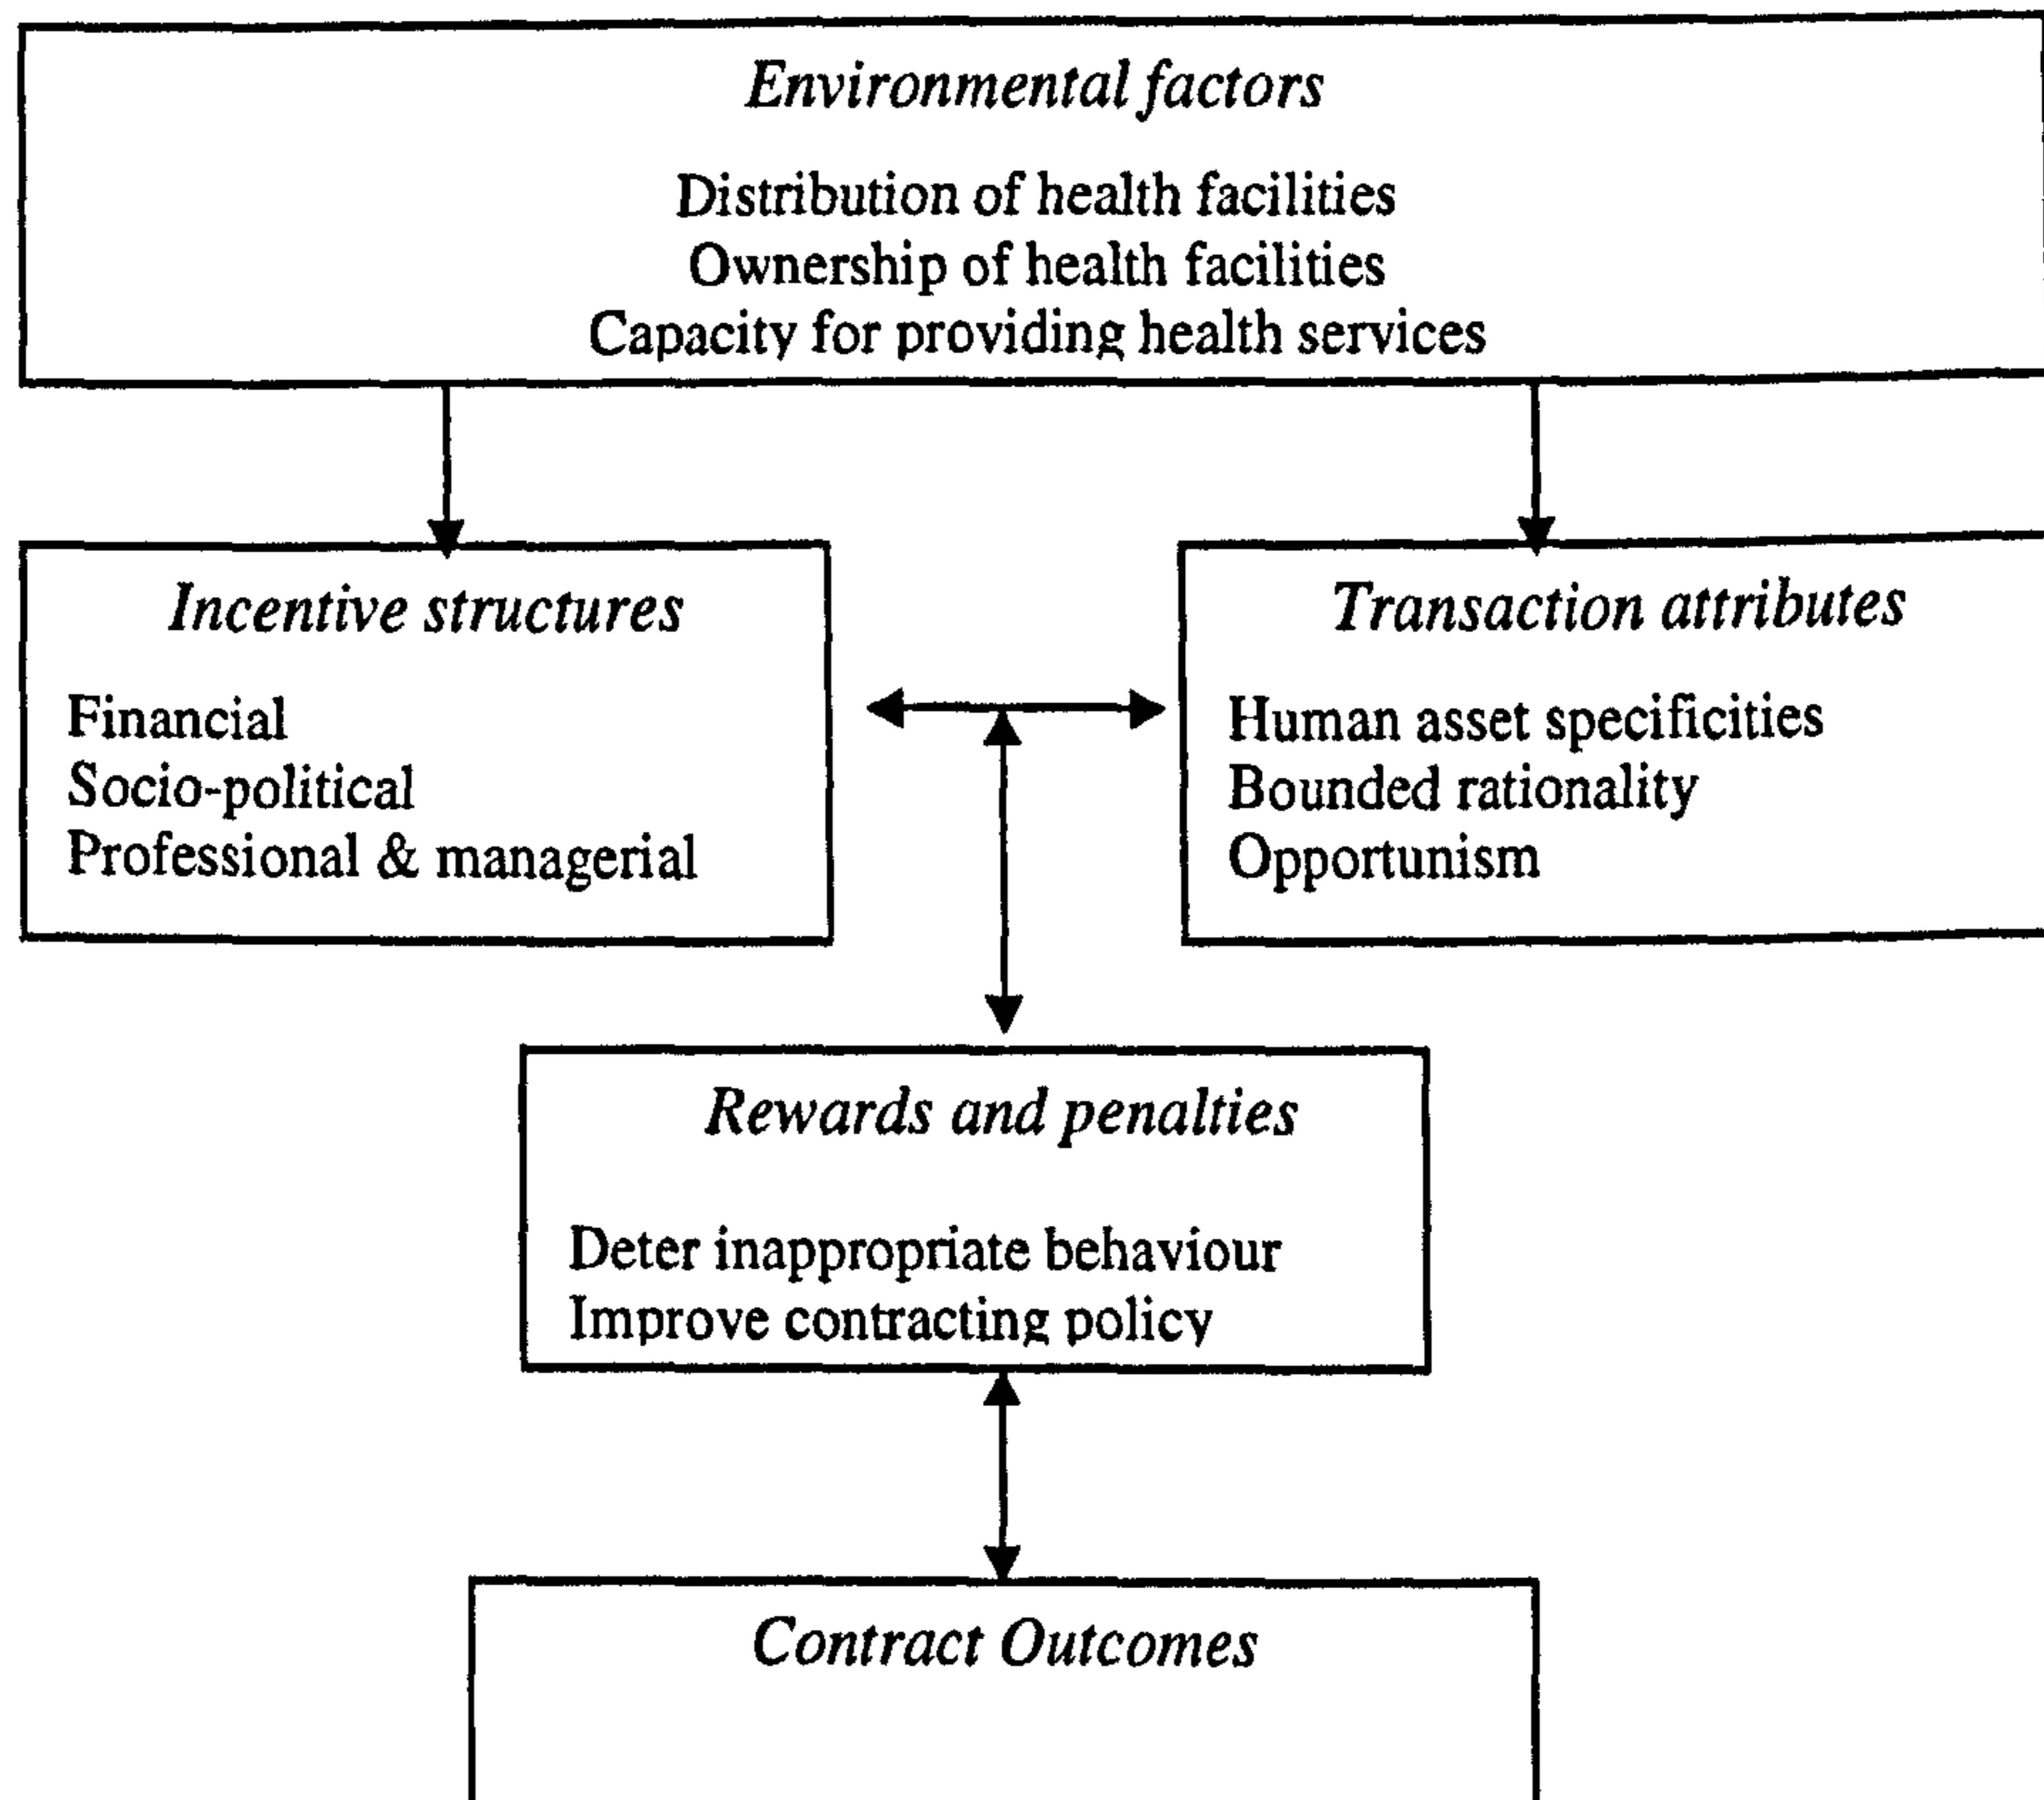 Environmental factors
Distribution of health facilities
Ownership of health facilities
Capacity for providing health services
Incentive structures
Financial
Socio-political
Professional & managerial
Transaction attributes
Human asset specificities
Bounded rationality
Opportunism
Rewards and penalties
Deter inappropriate behaviour
Improve contracting policy
Contract Outcomes